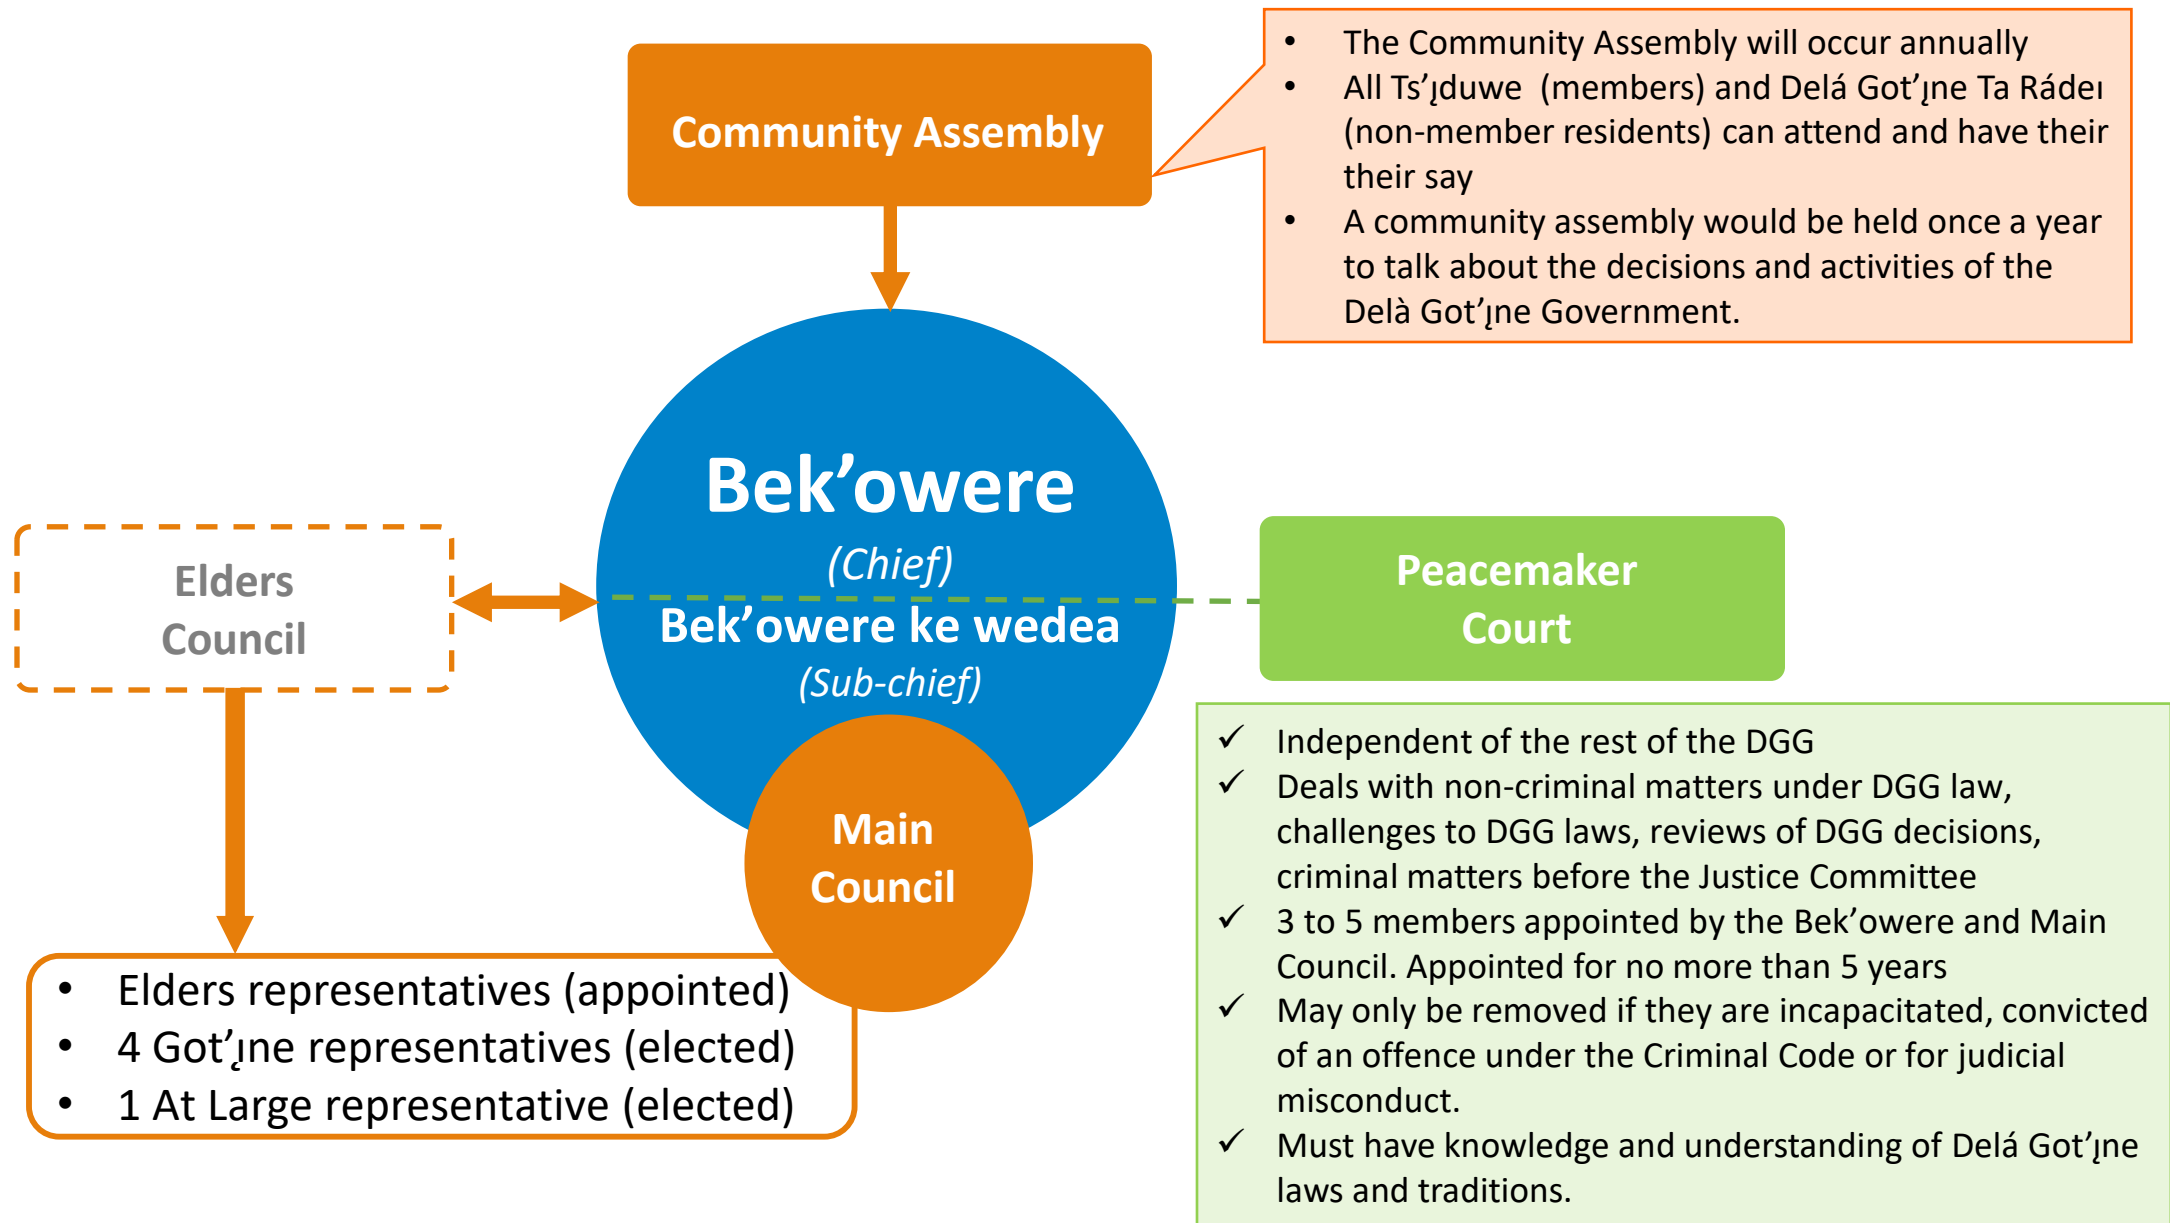 Community Assembly
• The Community Assembly will occur annually
• All Ts’įduwe (members) and Delá Got’įne Ta Rádeı
(non-member residents) can attend and have their
their say
• A community assembly would be held once a year
to talk about the decisions and activities of the
Delà Got’įne Government.
Bek’owere
(Chief)
Bek’owere ke wedea
(Sub-chief)
Elders
Council
Peacemaker
Court
Main
Council
• Elders representatives (appointed)
• 4 Got’įne representatives (elected)
• 1 At Large representative (elected)
✓ Independent of the rest of the DGG
✓ Deals with non-criminal matters under DGG law,
challenges to DGG laws, reviews of DGG decisions,
criminal matters before the Justice Committee
✓ 3 to 5 members appointed by the Bek’owere and Main
Council. Appointed for no more than 5 years
✓ May only be removed if they are incapacitated, convicted
of an offence under the Criminal Code or for judicial
misconduct.
✓ Must have knowledge and understanding of Delá Got’įne
laws and traditions.